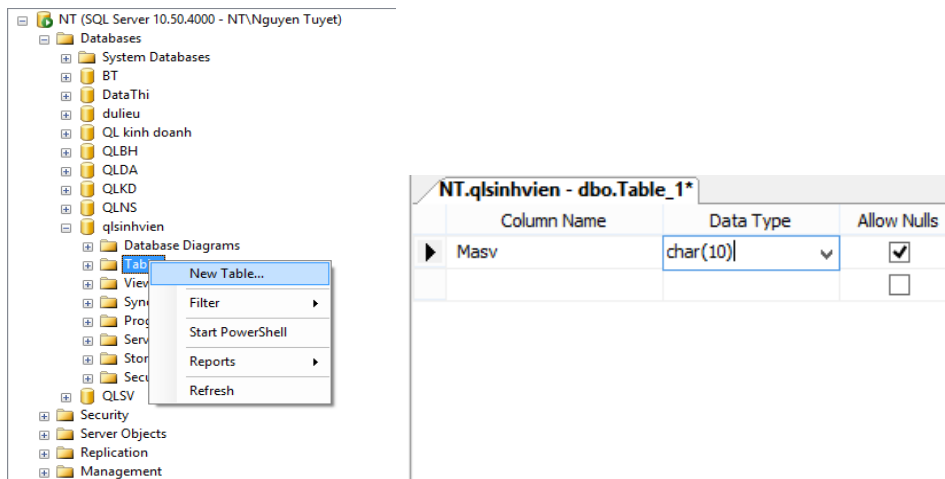 NT (SQL Server 10.50.4000 - NT\Nguyen Tuyet)
Databases
System Databases
BT
DataThi
dulieu
QL kinh doanh
QLBH
QLDA
QLKD
QLNS
qlsinhvien
Database Diagrams
Tab
New Table...
Filter
Start PowerShell
Reports
Refresh
QLSV
Security
Server Objects
Replication
Management
NT.qlsinhvien - dbo.Table_1*
Column Name Data Type Allow Nulls
Masv char(10)